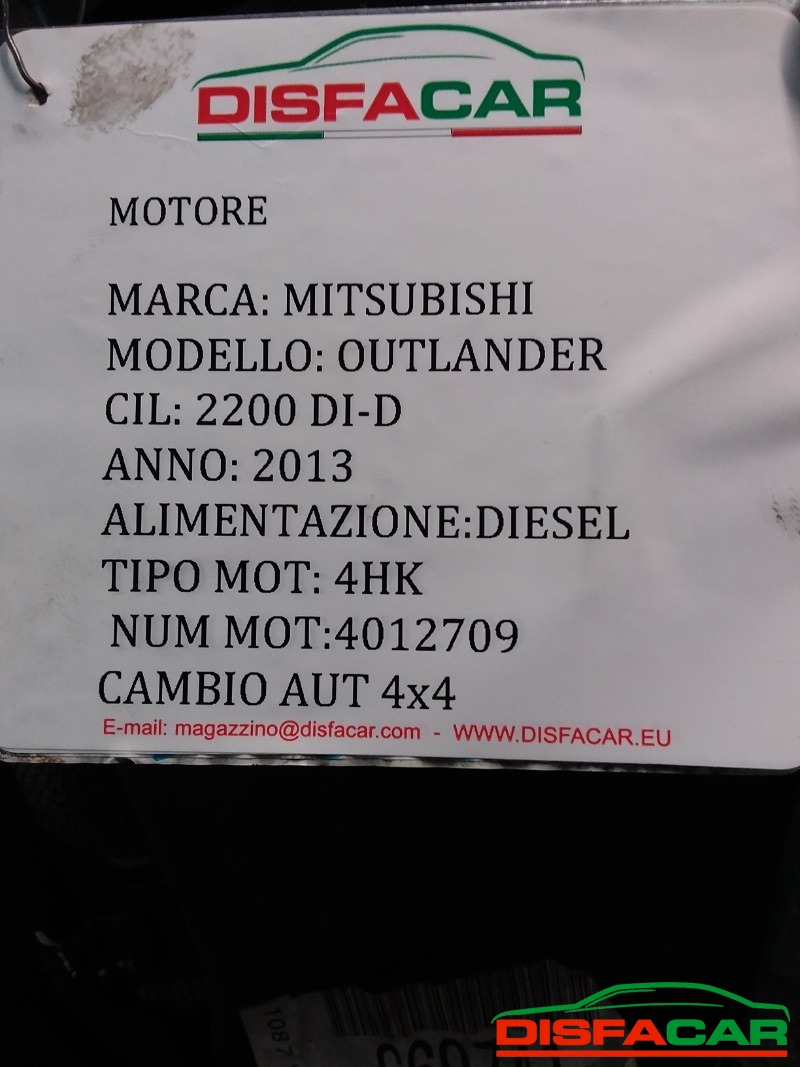 DISFACAR
MOTORE
MARCA: MITSUBISHI
MODELLO: OUTLANDER
CIL: 2200 DI-D
ANNO: 2013
ALIMENTAZIONE:DIESEL
TIPO MOT: 4HK
NUM MOT:4012709
CAMBIO AUT 4x4
E-mail: magazzino@disfacar.com - WWW.DISFACAR.EU
DISFACAR